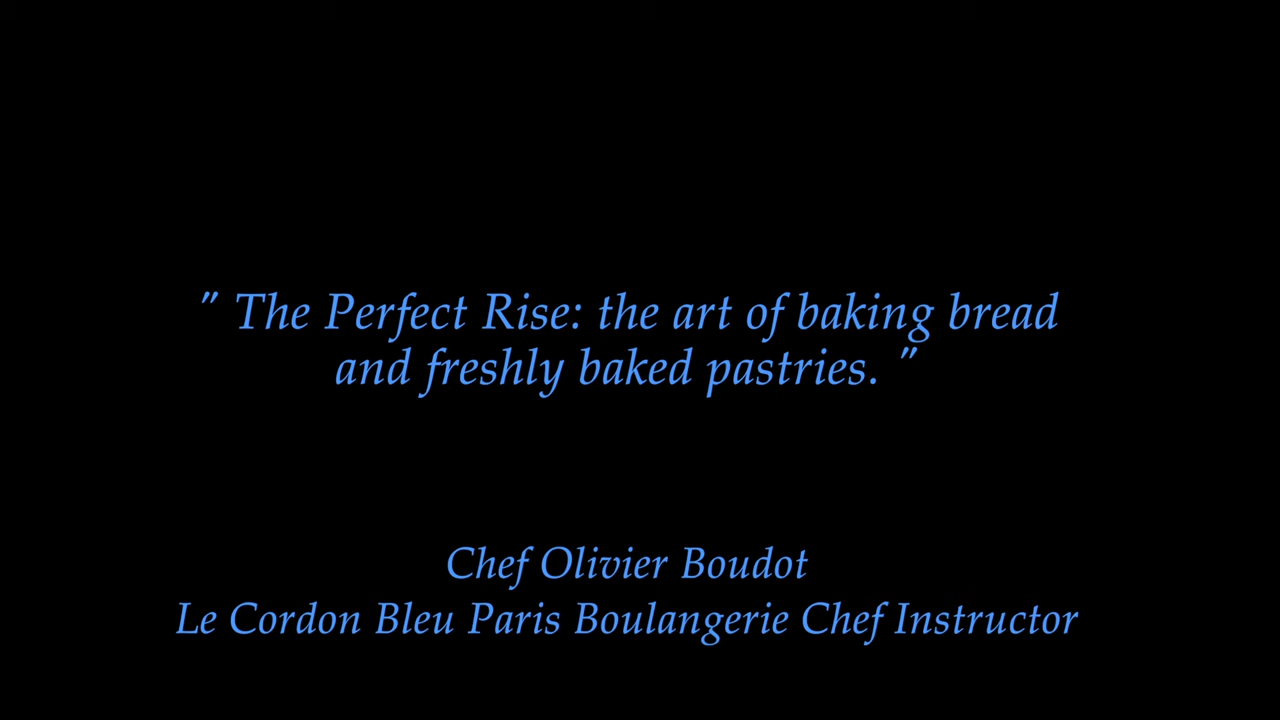 " The Perfect Rise: the art of baking bread
and freshly baked pastries. "
Chef Olivier Boudot
Le Cordon Bleu Paris Boulangerie Chef Instructor